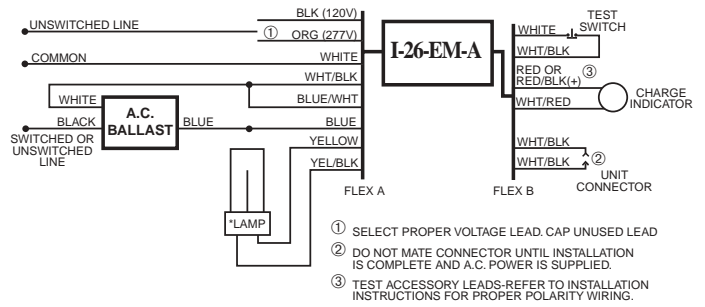 BLK (120V)
UNSWITCHED LINE
① ORG (277V)
COMMON
WHITE
WHT/BLK
WHITE
BLUE/WHT
A.C.
BALLAST
BLACK
BLUE
BLUE
SWITCHED OR
UNSWITCHED
LINE
YELLOW
YEL/BLK
*LAMP
FLEX A
I-26-EM-A
TEST
SWITCH
WHITE
WHT/BLK
RED OR
RED/BLK(+)
③
WHT/RED
CHARGE
INDICATOR
WHT/BLK
WHT/BLK
②
UNIT
CONNECTOR
FLEX B
① SELECT PROPER VOLTAGE LEAD. CAP UNUSED LEAD
② DO NOT MATE CONNECTOR UNTIL INSTALLATION
IS COMPLETE AND A.C. POWER IS SUPPLIED.
③ TEST ACCESSORY LEADS-REFER TO INSTALLATION
INSTRUCTIONS FOR PROPER POLARITY WIRING.